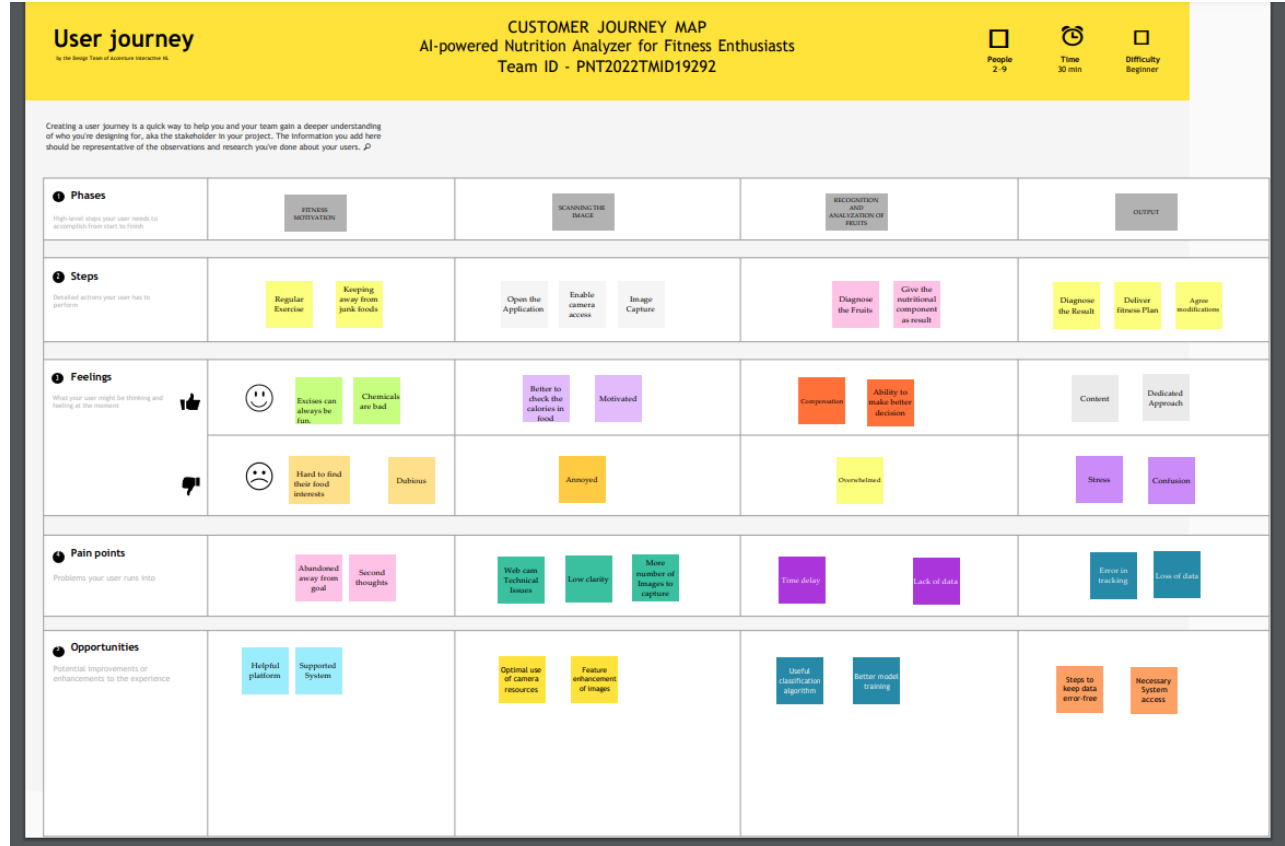 User journey
by the Design Team of Accenture Interactive NL
CUSTOMER JOURNEY MAP
AI-powered Nutrition Analyzer for Fitness Enthusiasts
Team ID - PNT2022TMID19292
People
2-9
Time
30 min
Difficulty
Beginner
Creating a user journey is a quick way to help you and your team gain a deeper understanding
of who you're designing for, aka the stakeholder in your project. The information you add here
should be representative of the observations and research you've done about your users.
1 Phases
High-level steps your user needs to
accomplish from start to finish
FITNESS
MOTIVATION
SCANNING THE
IMAGE
RECOGNITION
AND
ANALYZATION OF
FRUITS
OUTPUT
2 Steps
Detailed actions your user has to
perform
Regular
Exercise
Keeping
away from
junk foods
Open the
Application
Enable
camera
access
Image
Capture
Diagnose
the Fruits
Give the
nutritional
component
as result
Diagnose
the Result
Deliver
fitness Plan
Agree
modifications
3 Feelings
What your user might be thinking and
feeling at the moment
Excises can
always be
fun.
Chemicals
are bad
Better to
check the
calories in
food
Motivated
Compensation
Ability to
make better
decision
Content
Dedicated
Approach
Hard to find
their food
interests
Dubious
Annoyed
Overwhelmed
Stress
Confusion
Pain points
Problems your user runs into
Abandoned
away from
goal
Second
thoughts
Web cam
Technical
Issues
Low clarity
More
number of
Images to
capture
Time delay
Lack of data
Error in
tracking
Loss of data
Opportunities
Potential improvements or
enhancements to the experience
Helpful
platform
Supported
System
Optimal use
of camera
resources
Feature
enhancement
of images
Useful
classification
algorithm
Better model
training
Steps to
keep data
error-free
Necessary
System
access